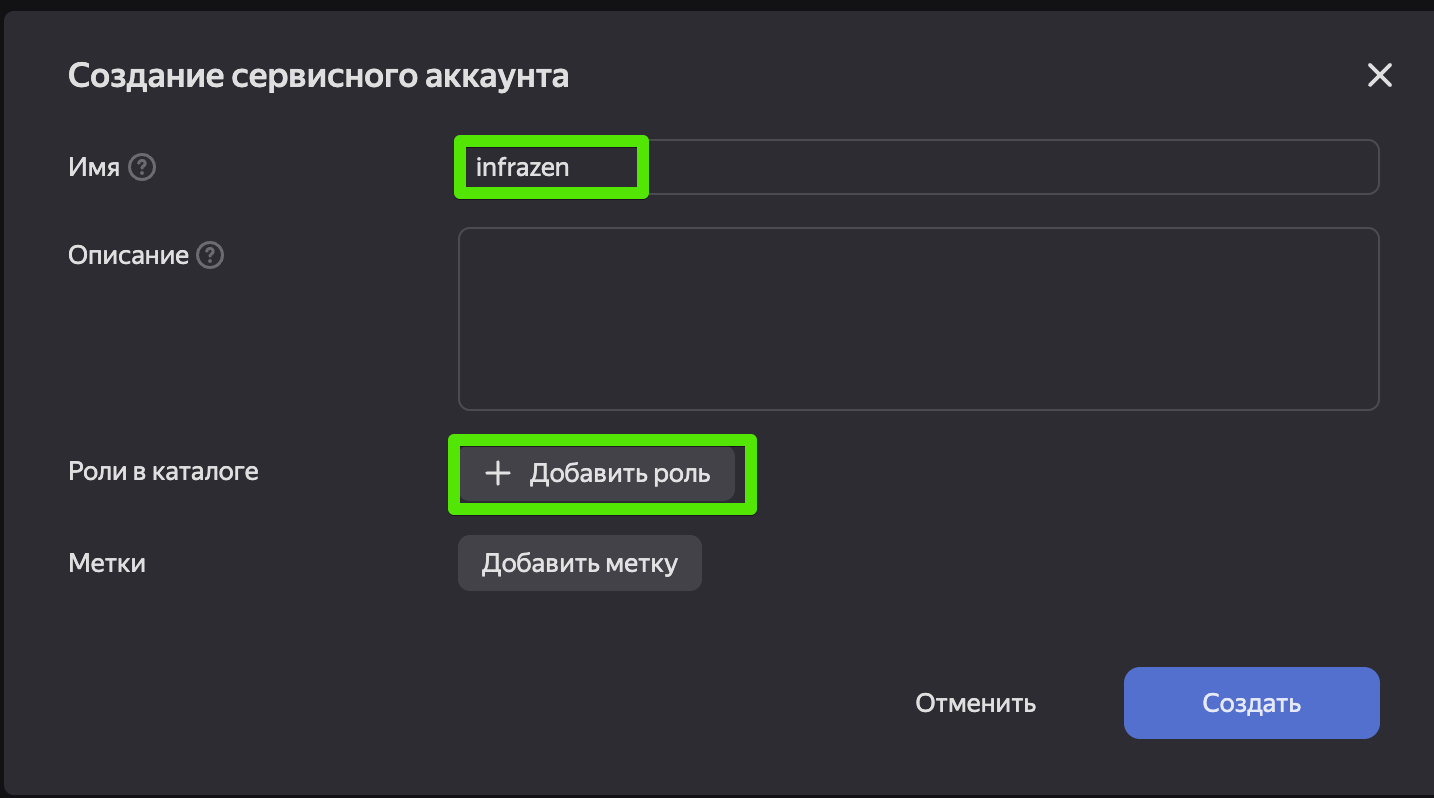 Создание сервисного аккаунта
Имя ?
infrazen
Описание ?
Роли в каталоге
+ Добавить роль
Метки
Добавить метку
Отменить
Создать